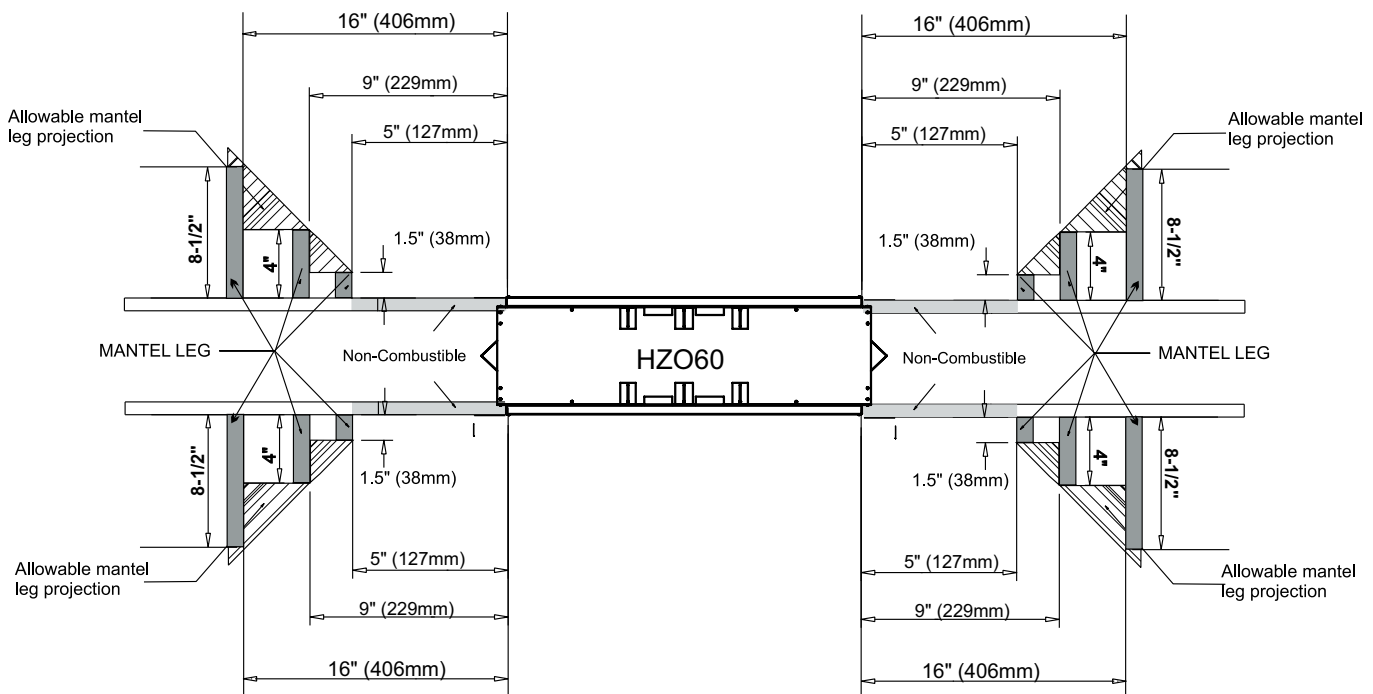 16" (406mm)
16" (406mm)
9" (229mm)
9" (229mm)
Allowable mantel
leg projection
5" (127mm)
5" (127mm)
Allowable mantel
leg projection
8-1/2"
4"
1.5" (38mm)
1.5" (38mm)
4"
8-1/2"
MANTEL LEG
Non-Combustible
HZO60
Non-Combustible
MANTEL LEG
8-1/2"
4"
1.5" (38mm)
1.5" (38mm)
4"
8-1/2"
Allowable mantel
leg projection
5" (127mm)
5" (127mm)
Allowable mantel
leg projection
9" (229mm)
9" (229mm)
16" (406mm)
16" (406mm)